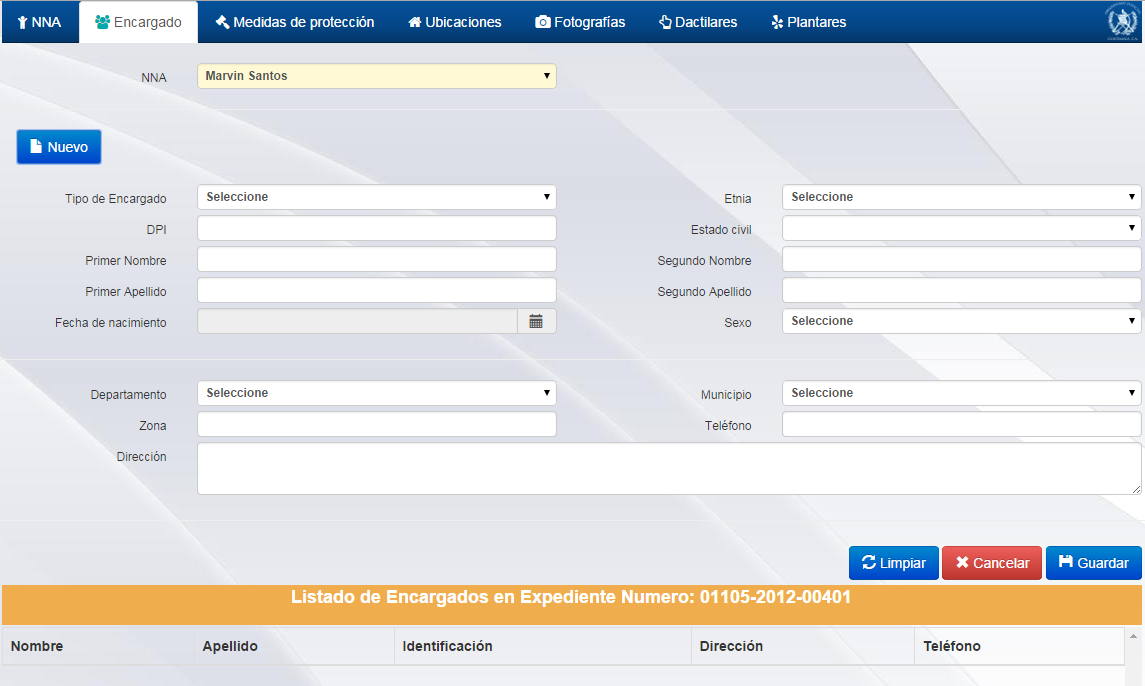 NNA Encargado Medidas de protección Ubicaciones Fotografías Dactilares Plantares
NNA Marvin Santos
Nuevo
Tipo de Encargado Seleccione Etnia Seleccione
DPI Estado civil
Primer Nombre Segundo Nombre
Primer Apellido Segundo Apellido
Fecha de nacimiento Sexo Seleccione
Departamento Seleccione Municipio Seleccione
Zona Teléfono
Dirección
Limpiar Cancelar Guardar
Listado de Encargados en Expediente Numero: 01105-2012-00401
Nombre Apellido Identificación Dirección Teléfono